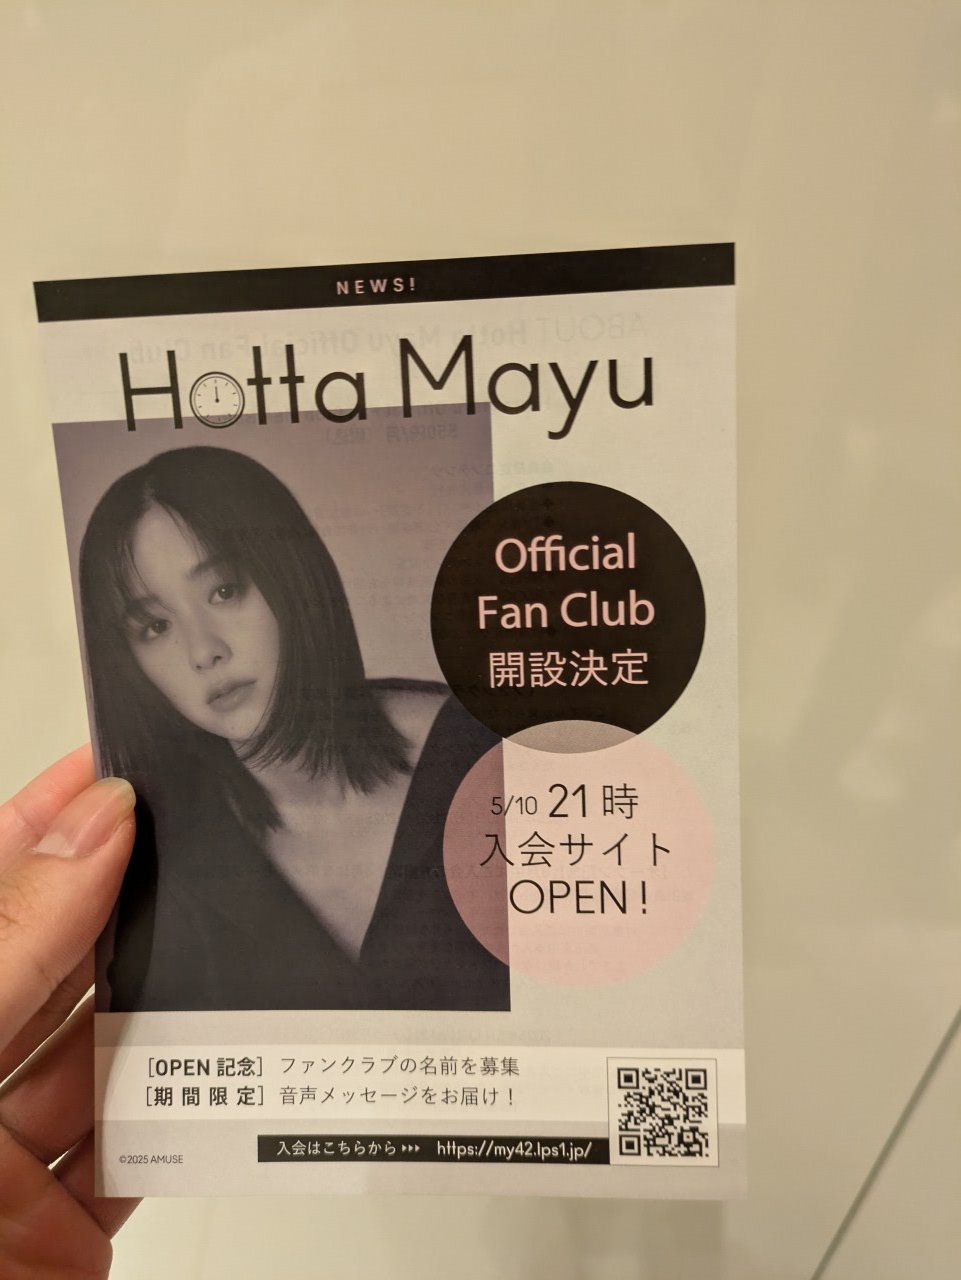 NEWS!
Hotta Mayu
Official
Fan Club
開設決定
5/10 21時
入会サイト
OPEN!
[OPEN 記念] ファンクラブの名前を募集
[期間限定] 音声メッセージをお届け!
入会はこちらから ▸▸▸ https://my42.lps1.jp/
©2025 AMUSE